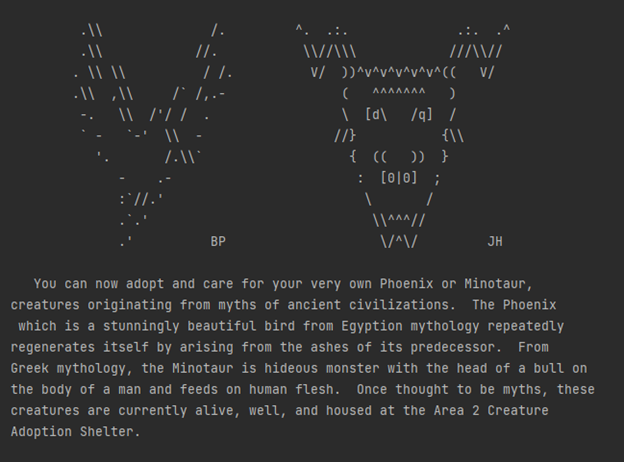 BP JH
You can now adopt and care for your very own Phoenix or Minotaur,
creatures originating from myths of ancient civilizations.  The Phoenix
which is a stunningly beautiful bird from Egyption mythology repeatedly
regenerates itself by arising from the ashes of its predecessor.  From
Greek mythology, the Minotaur is hideous monster with the head of a bull on
the body of a man and feeds on human flesh.  Once thought to be myths, these
creatures are currently alive, well, and housed at the Area 2 Creature
Adoption Shelter.